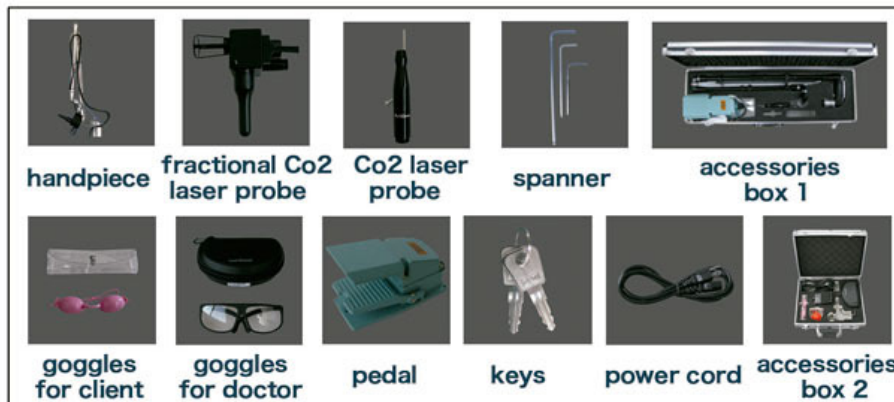 handpiece
fractional Co2
laser probe
Co2 laser
probe
spanner
accessories
box 1
goggles
for client
goggles
for doctor
pedal
keys
power cord
accessories
box 2